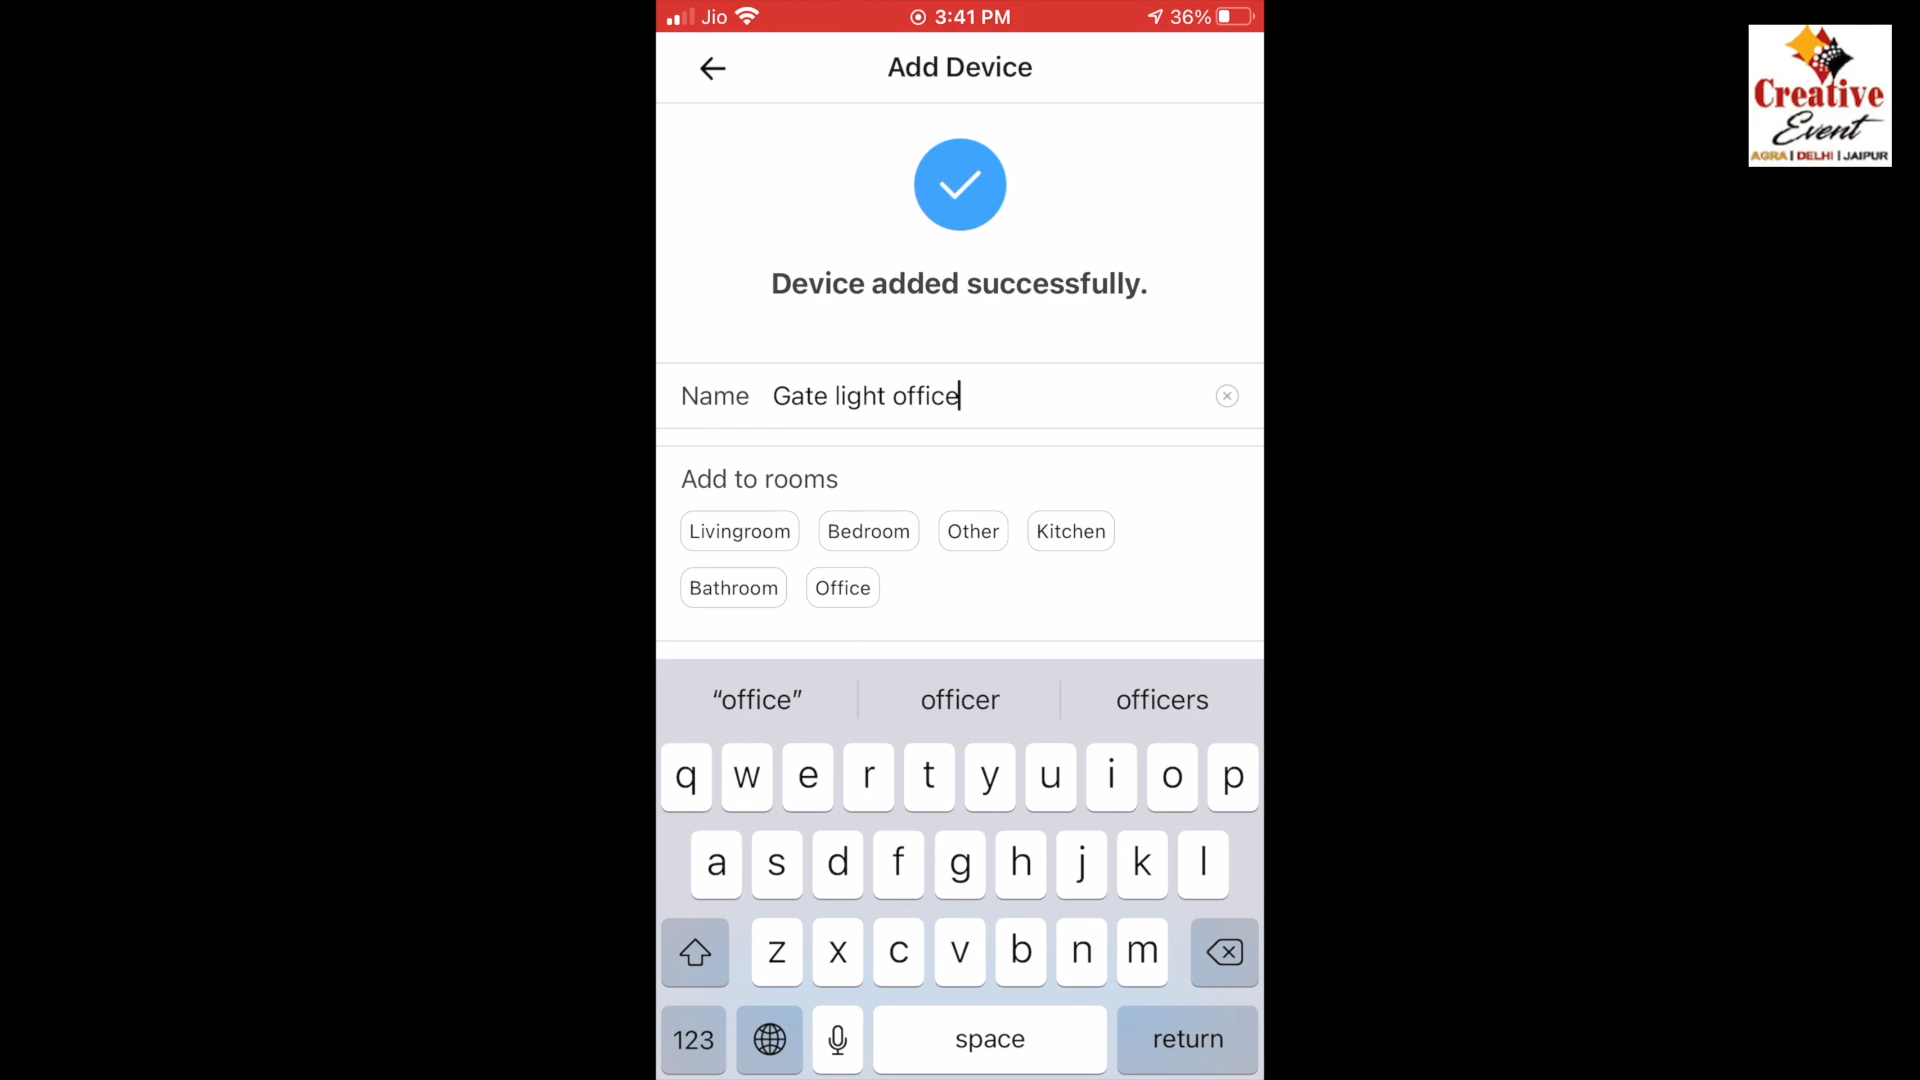 Jio 3:41 PM 36%
Add Device
Device added successfully.
Name Gate light office
Add to rooms
Livingroom Bedroom Other Kitchen
Bathroom Office
“office” officer officers
q w e r t y u i o p
a s d f g h j k l
z x c v b n m
123 space return
Creative
Event
AGRA | DELHI | JAIPUR